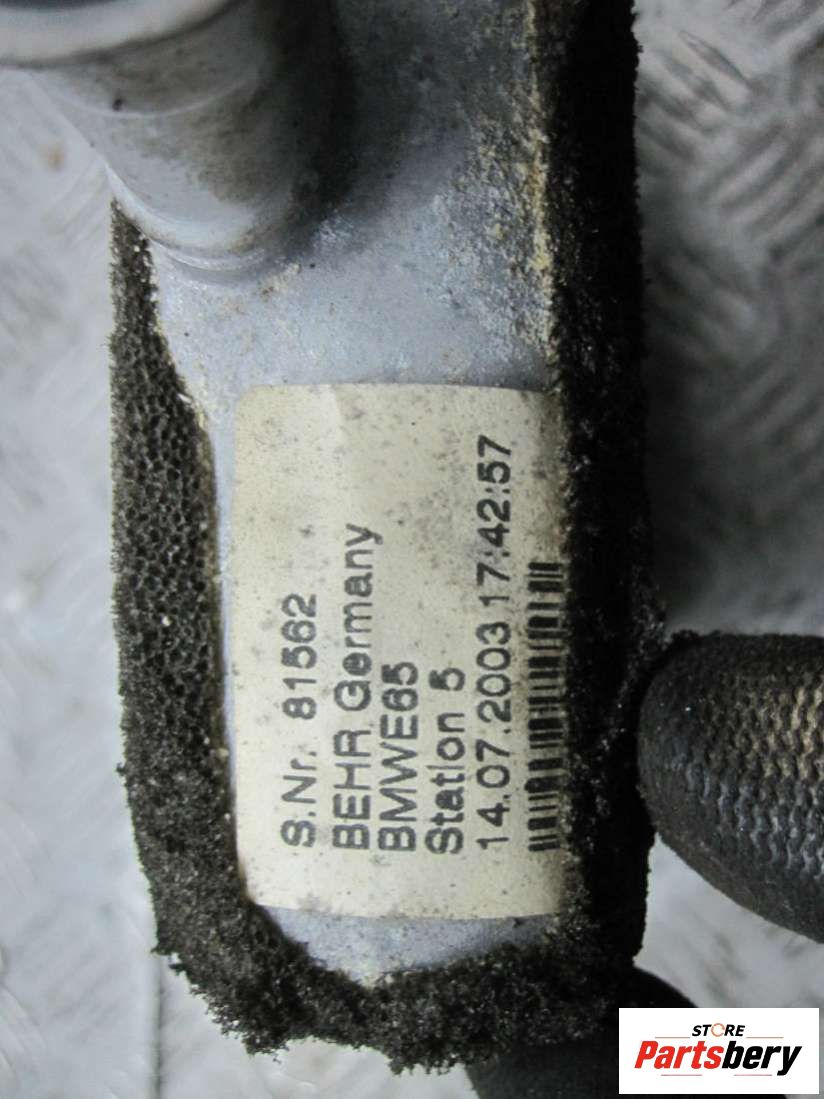 S.Nr. 81562
BEHR Germany
BMWE65
Station 5
14.07.2003 17:42:57
STORE
Partsbery